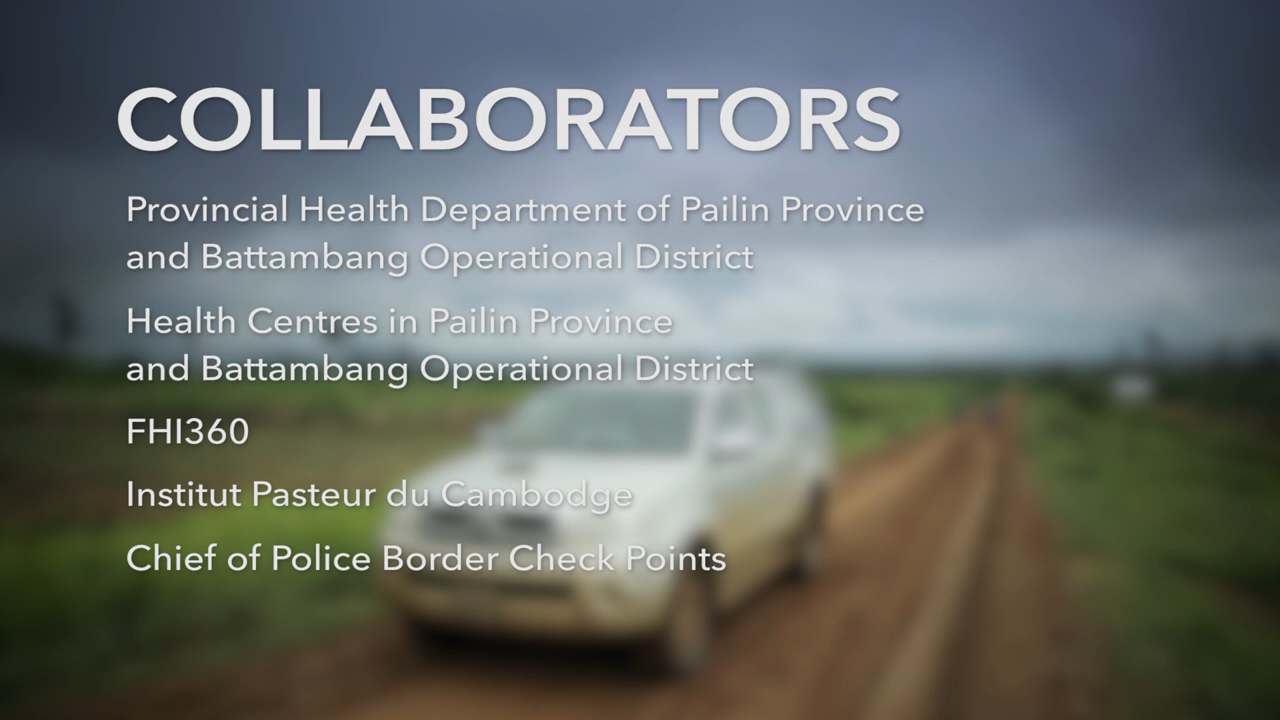 COLLABORATORS
Provincial Health Department of Pailin Province
and Battambang Operational District
Health Centres in Pailin Province
and Battambang Operational District
FHI360
Institut Pasteur du Cambodge
Chief of Police Border Check Points